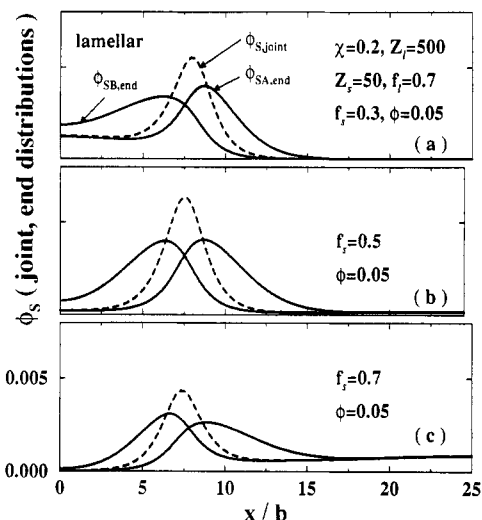 lamellar
ϕS,joint
ϕSB,end
ϕSA,end
χ=0.2, Zl=500
Zs=50, fl=0.7
fs=0.3, ϕ=0.05
( a )
fs=0.5
ϕ=0.05
( b )
fs=0.7
ϕ=0.05
( c )
ϕS ( joint, end distributions )
0.005
0.000
0 5 10 15 20 25
x / b